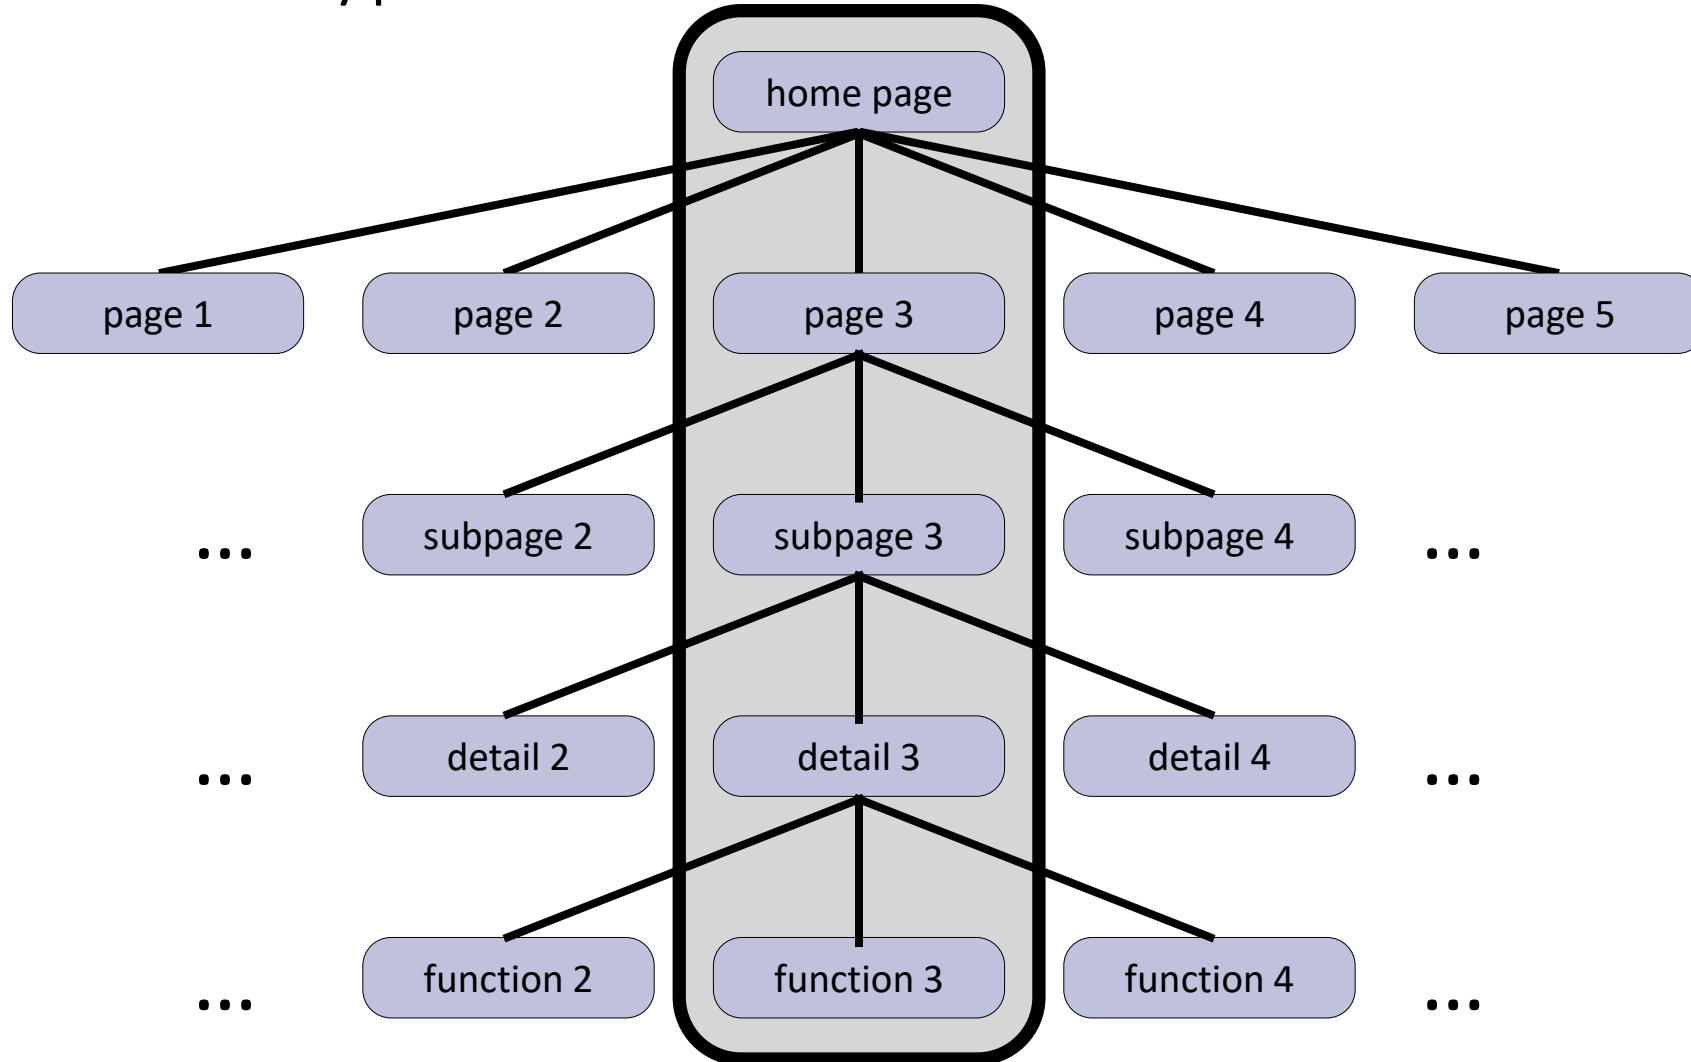 home page
page 1 page 2 page 3 page 4 page 5
... subpage 2 subpage 3 subpage 4 ...
... detail 2 detail 3 detail 4 ...
... function 2 function 3 function 4 ...